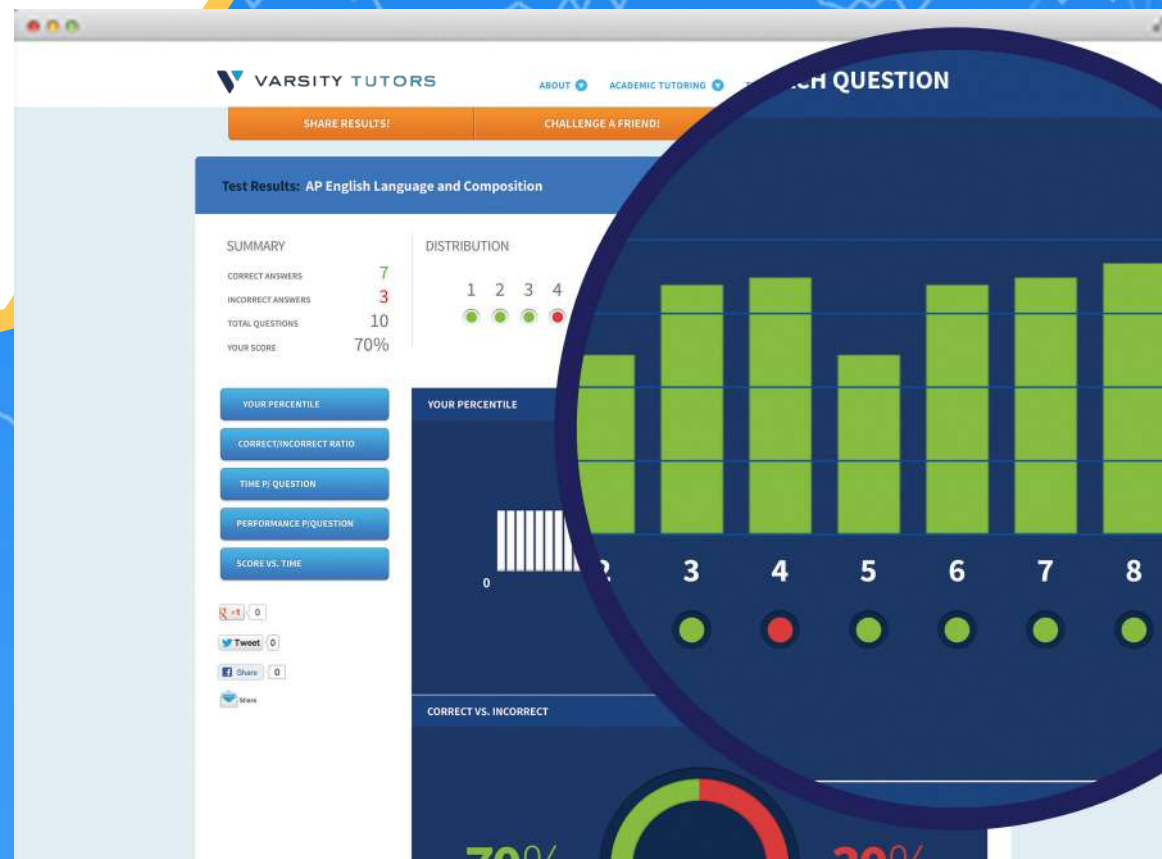 VARSITY TUTORS
ABOUT
ACADEMIC TUTORING
QUESTION
SHARE RESULTS!
CHALLENGE A FRIEND!
Test Results: AP English Language and Composition
SUMMARY
CORRECT ANSWERS 7
INCORRECT ANSWERS 3
TOTAL QUESTIONS 10
YOUR SCORE 70%
DISTRIBUTION
1 2 3 4
YOUR PERCENTILE
CORRECT/INCORRECT RATIO
TIME P/ QUESTION
PERFORMANCE P/QUESTION
SCORE VS. TIME
g +1 0
Tweet 0
Share 0
Share
YOUR PERCENTILE
0
3 4 5 6 7 8
CORRECT VS. INCORRECT
70%